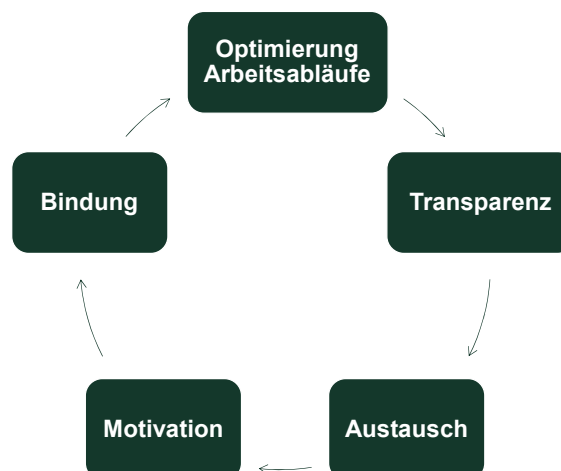 Optimierung
Arbeitsabläufe
Transparenz
Austausch
Motivation
Bindung